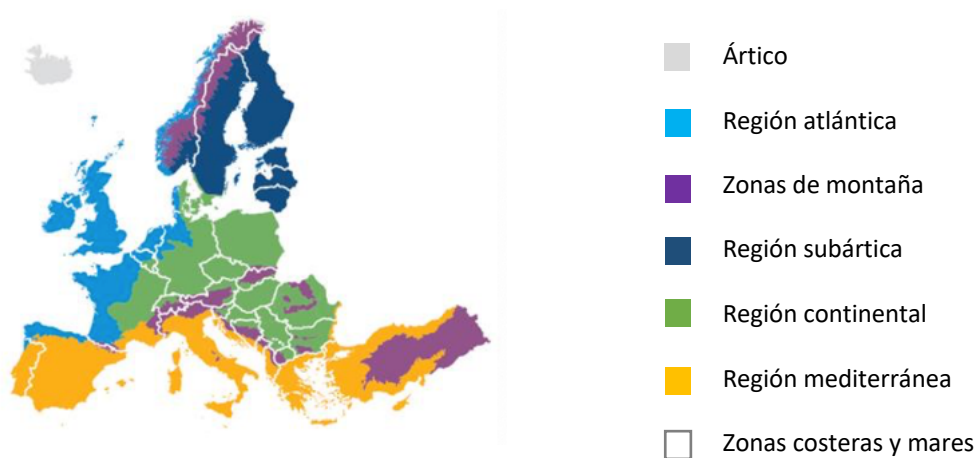 Ártico
Región atlántica
Zonas de montaña
Región subártica
Región continental
Región mediterránea
Zonas costeras y mares